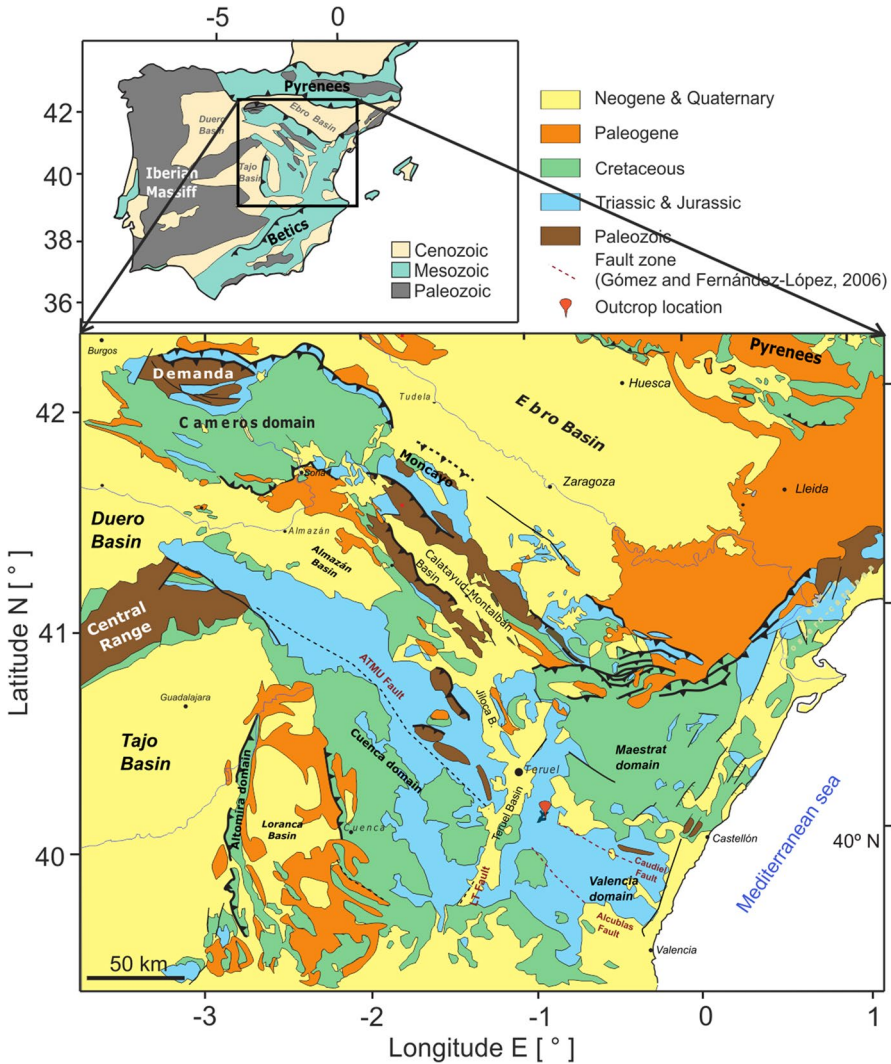 -5
0
42
40
38
36
Pyrenees
Duero
Basin
Ebro Basin
Iberian
Massiff
Tajo
Basin
Betics
Cenozoic
Mesozoic
Paleozoic
Neogene & Quaternary
Paleogene
Cretaceous
Triassic & Jurassic
Paleozoic
Fault zone
(Gómez and Fernández-López, 2006)
Outcrop location
Burgos
Demanda
Cameros domain
Tudela
Ebro Basin
Huesca
Pyrenees
Soria
Moncayo
Zaragoza
Lleida
Duero
Basin
Almazán
Almazán
Basin
Calatayud-Montalbán
Basin
Central
Range
ATMU Fault
Guadalajara
Jiloca B.
Tajo
Basin
Altomira domain
Loranca
Basin
Cuenca domain
Cuenca
Teruel
Teruel Basin
Maestrat
domain
LT Fault
Caudiel
Fault
Valencia
domain
Alcublas
Fault
Castellón
Valencia
Mediterranean sea
40º N
50 km
42
41
40
Latitude N [ ° ]
-3
-2
-1
0
1
Longitude E [ ° ]